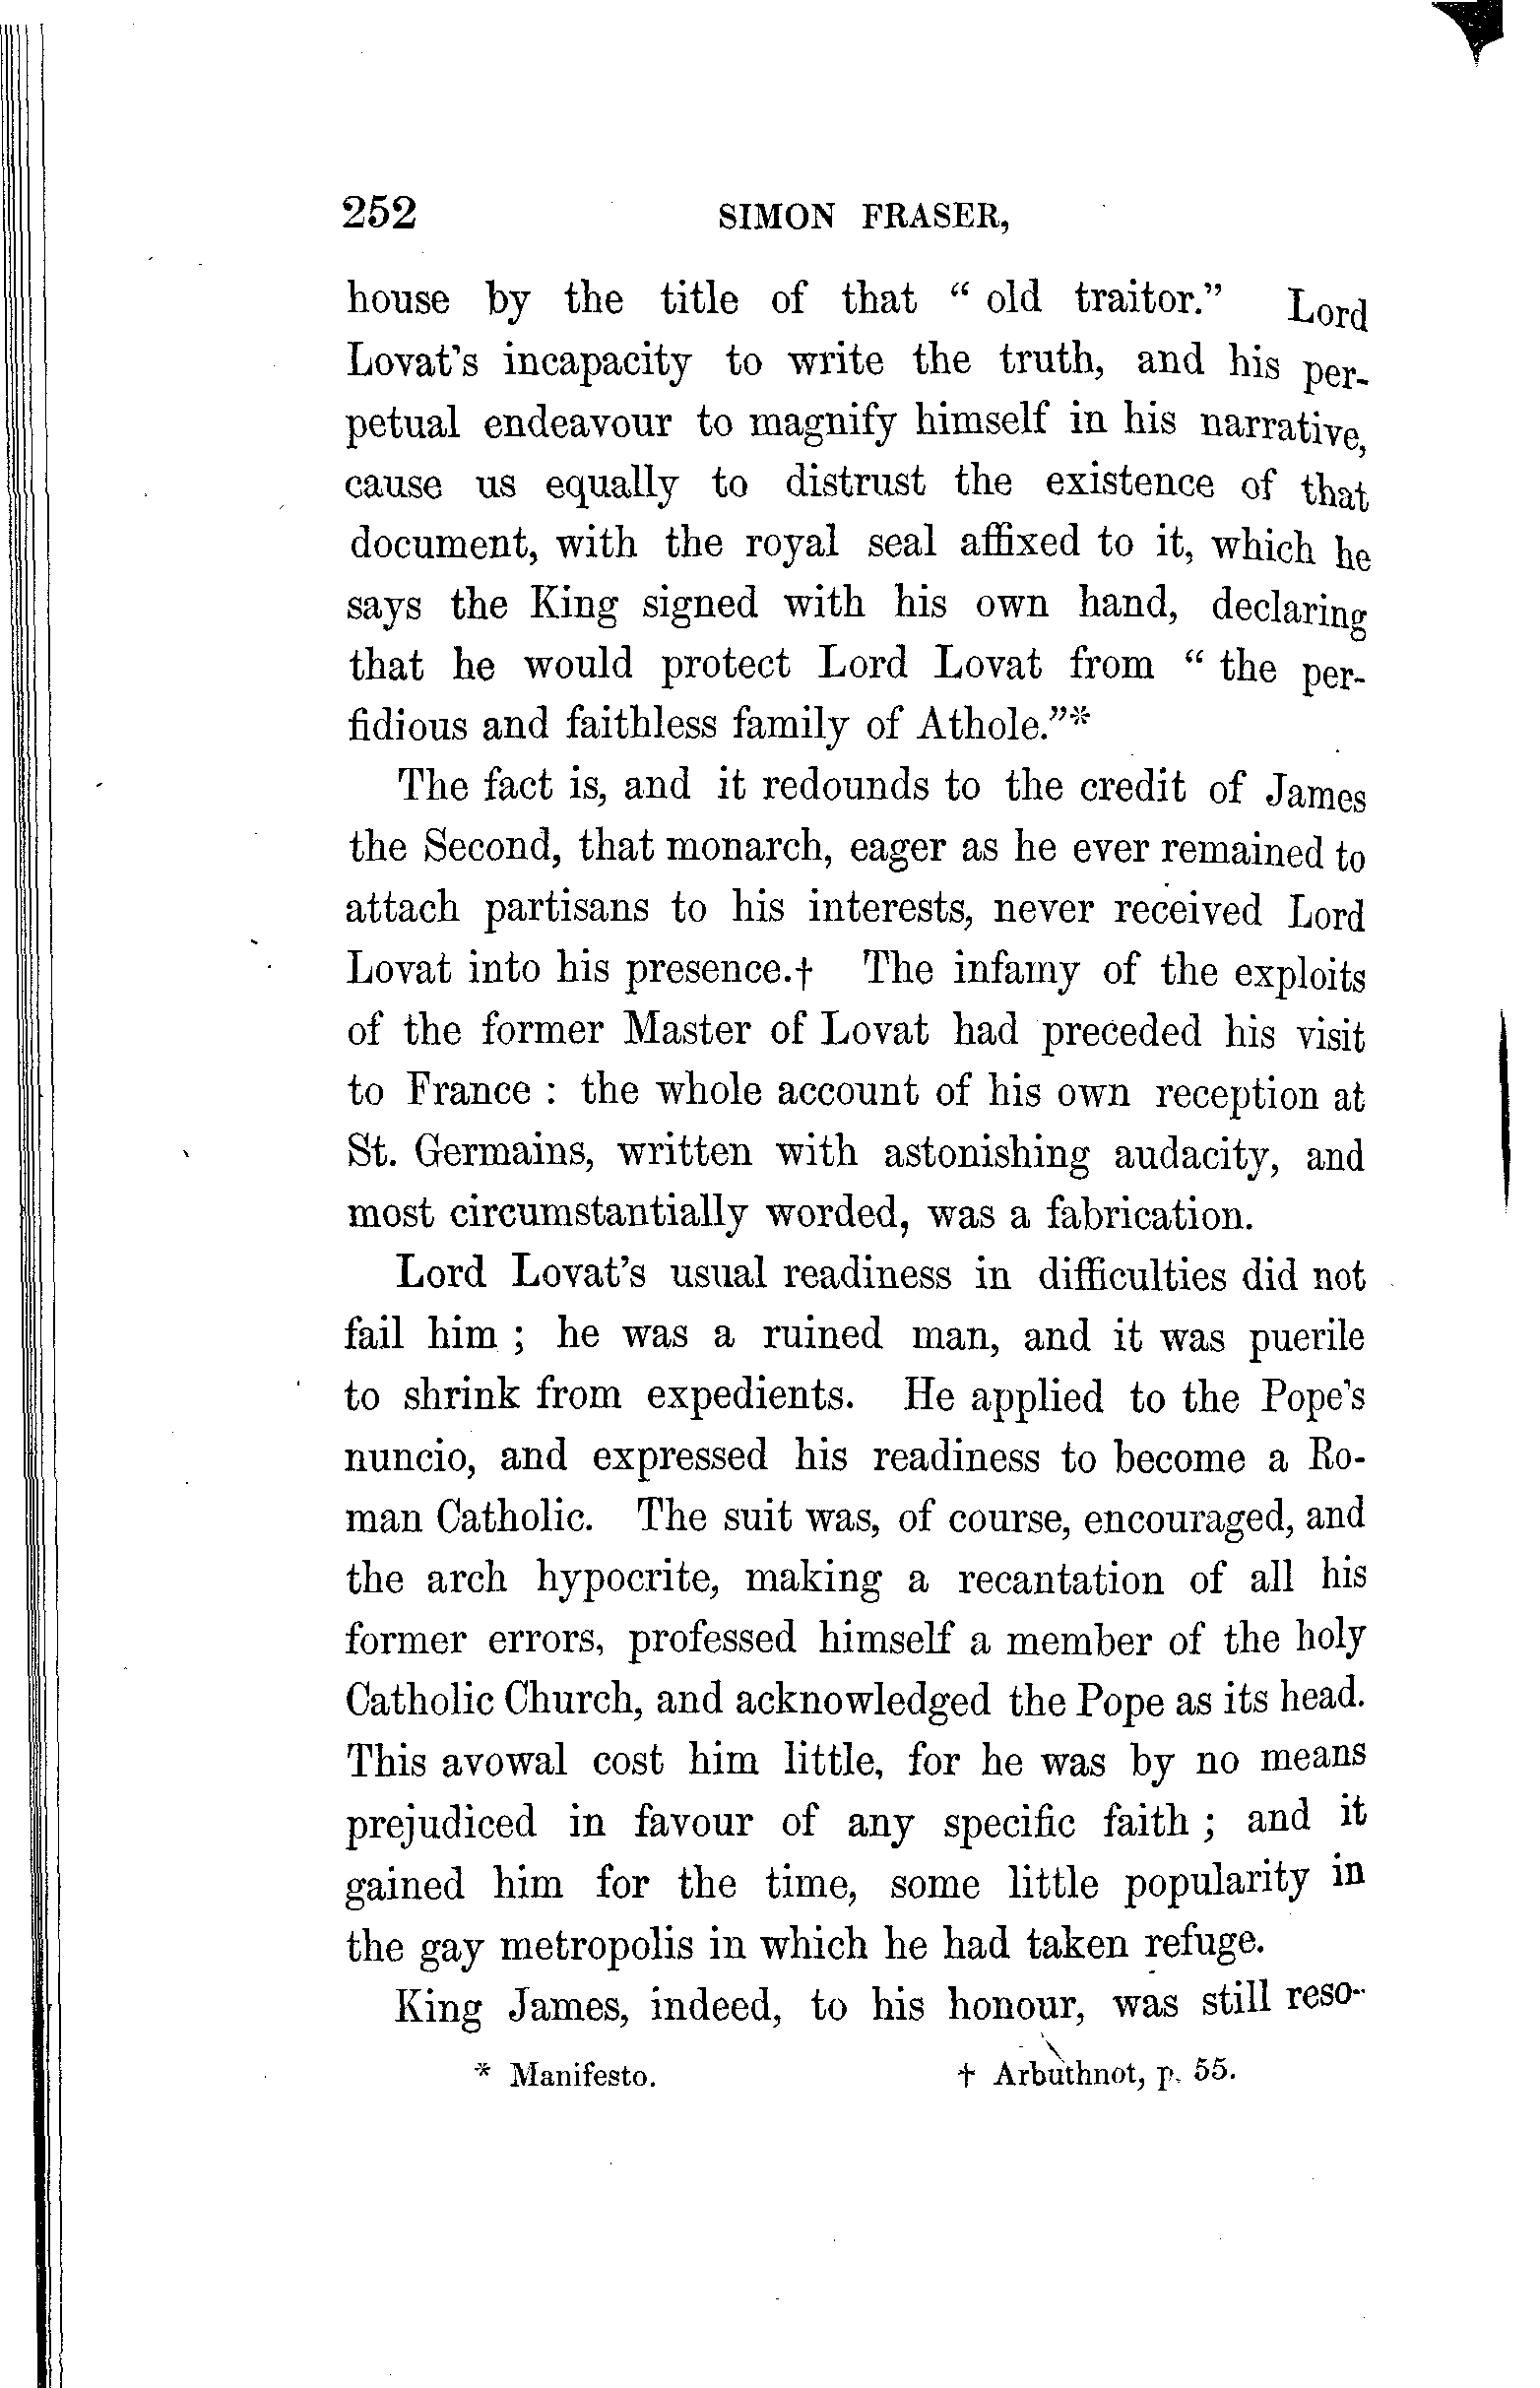 252 SIMON FRASER,
house by the title of that “ old traitor.” Lord
Lovat's incapacity to write the truth, and his per-
petual endeavour to magnify himself in his narrative,
cause us equally to distrust the existence of that
document, with the royal seal affixed to it, which he
says the King signed with his own hand, declaring
that he would protect Lord Lovat from “ the per-
fidious and faithless family of Athole.”*
The fact is, and it redounds to the credit of James
the Second, that monarch, eager as he ever remained to
attach partisans to his interests, never received Lord
Lovat into his presence.† The infamy of the exploits
of the former Master of Lovat had preceded his visit
to France : the whole account of his own reception at
St. Germains, written with astonishing audacity, and
most circumstantially worded, was a fabrication.
Lord Lovat's usual readiness in difficulties did not
fail him ; he was a ruined man, and it was puerile
to shrink from expedients. He applied to the Pope's
nuncio, and expressed his readiness to become a Ro-
man Catholic. The suit was, of course, encouraged, and
the arch hypocrite, making a recantation of all his
former errors, professed himself a member of the holy
Catholic Church, and acknowledged the Pope as its head.
This avowal cost him little, for he was by no means
prejudiced in favour of any specific faith ; and it
gained him for the time, some little popularity in
the gay metropolis in which he had taken refuge.
King James, indeed, to his honour, was still reso-
* Manifesto. † Arbuthnot, p. 55.